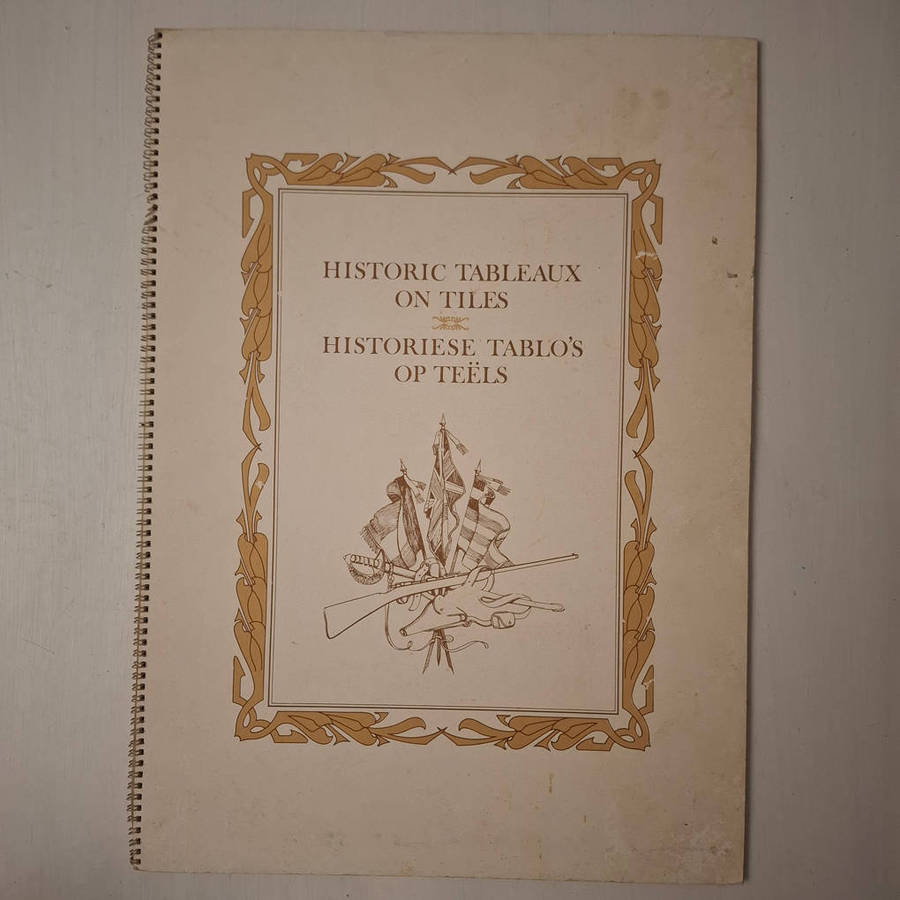 HISTORIC TABLEAUX
ON TILES
HISTORIESE TABLO'S
OP TEËLS